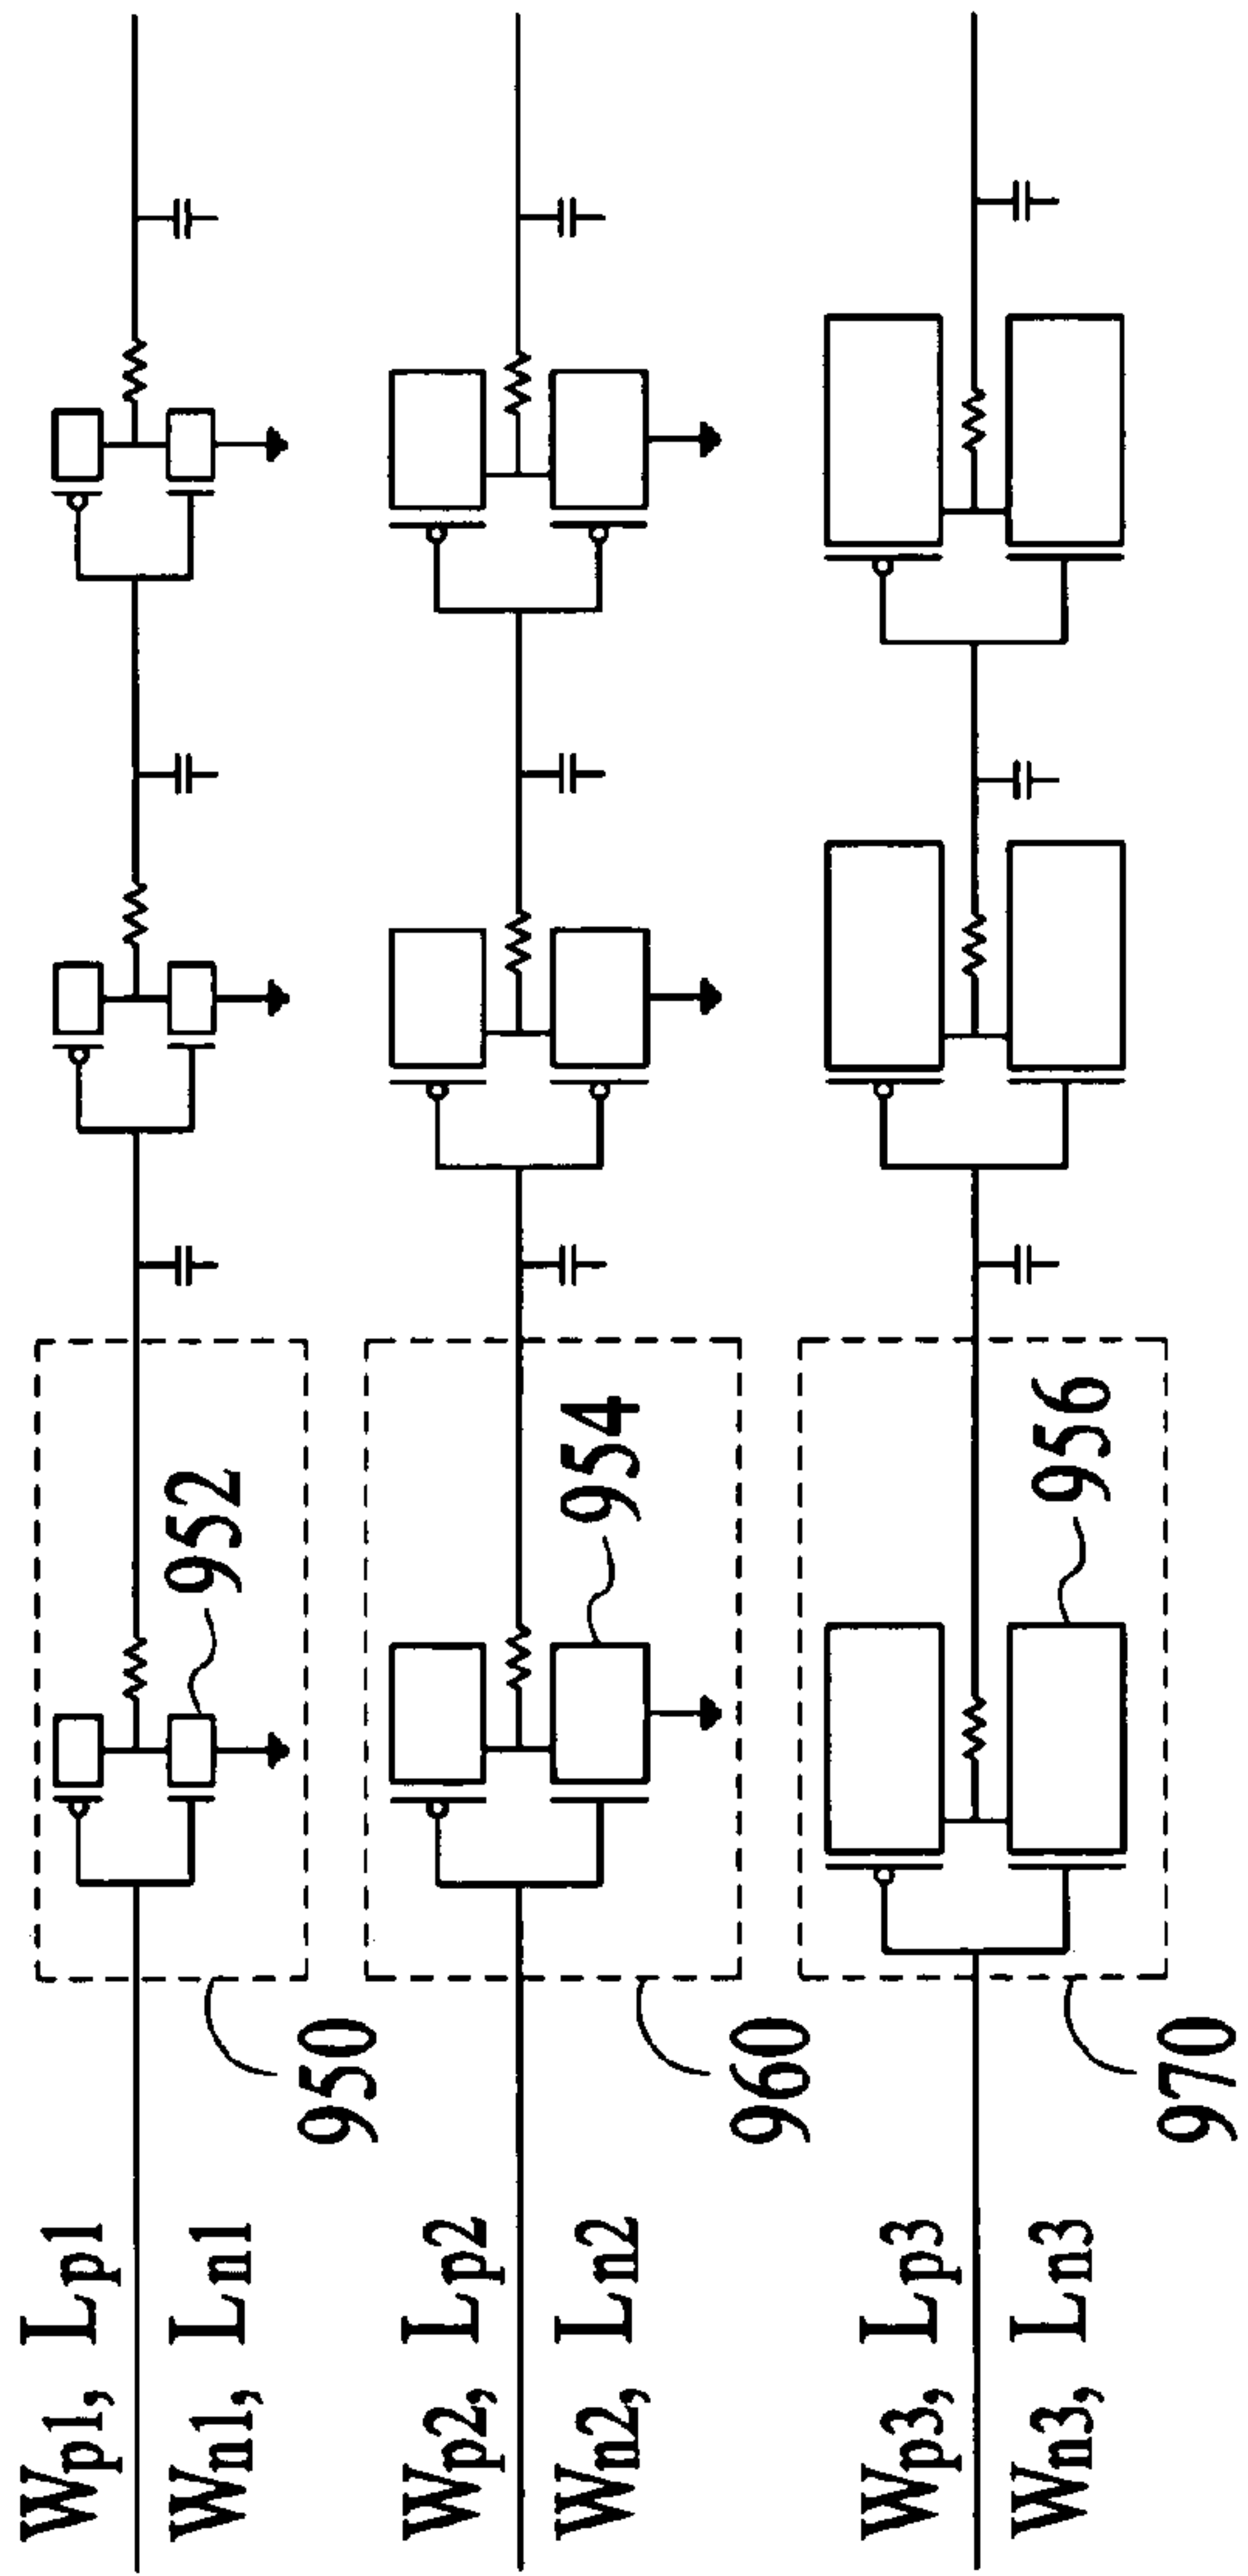 Wp1, Lp1
Wn1, Ln1
950
952
Wp2, Lp2
Wn2, Ln2
960
954
Wp3, Lp3
Wn3, Ln3
970
956